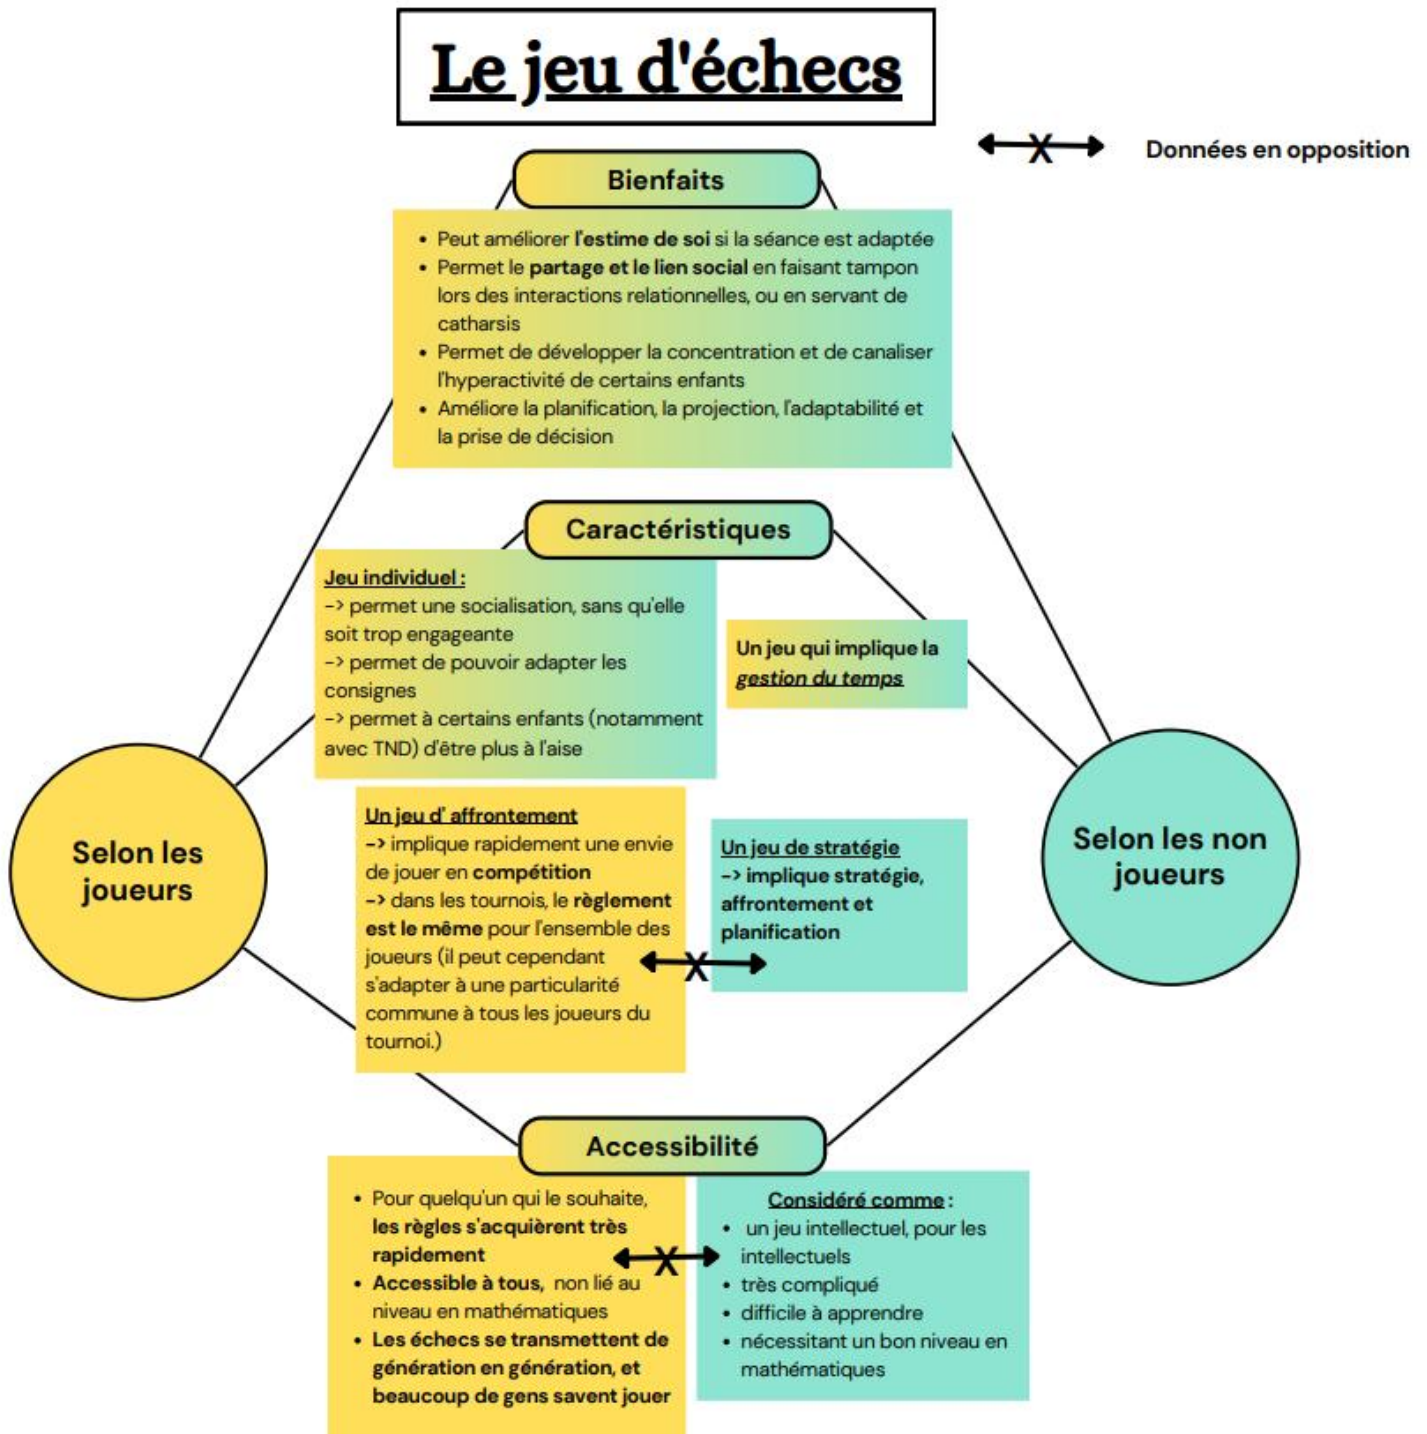 Le jeu d'échecs
X
Données en opposition
Bienfaits
• Peut améliorer l'estime de soi si la séance est adaptée
• Permet le partage et le lien social en faisant tampon
lors des interactions relationnelles, ou en servant de
catharsis
• Permet de développer la concentration et de canaliser
l'hyperactivité de certains enfants
• Améliore la planification, la projection, l'adaptabilité et
la prise de décision
Caractéristiques
Jeu individuel :
-> permet une socialisation, sans qu'elle
soit trop engageante
-> permet de pouvoir adapter les
consignes
-> permet à certains enfants (notamment
avec TND) d'être plus à l'aise
Un jeu qui implique la
gestion du temps
Selon les
joueurs
Un jeu d' affrontement
-> implique rapidement une envie
de jouer en compétition
-> dans les tournois, le règlement
est le même pour l'ensemble des
joueurs (il peut cependant
s'adapter à une particularité
commune à tous les joueurs du
tournoi.)
X
Un jeu de stratégie
-> implique stratégie,
affrontement et
planification
Selon les non
joueurs
Accessibilité
• Pour quelqu'un qui le souhaite,
les règles s'acquièrent très
rapidement
• Accessible à tous, non lié au
niveau en mathématiques
• Les échecs se transmettent de
génération en génération, et
beaucoup de gens savent jouer
X
Considéré comme :
• un jeu intellectuel, pour les
intellectuels
• très compliqué
• difficile à apprendre
• nécessitant un bon niveau en
mathématiques